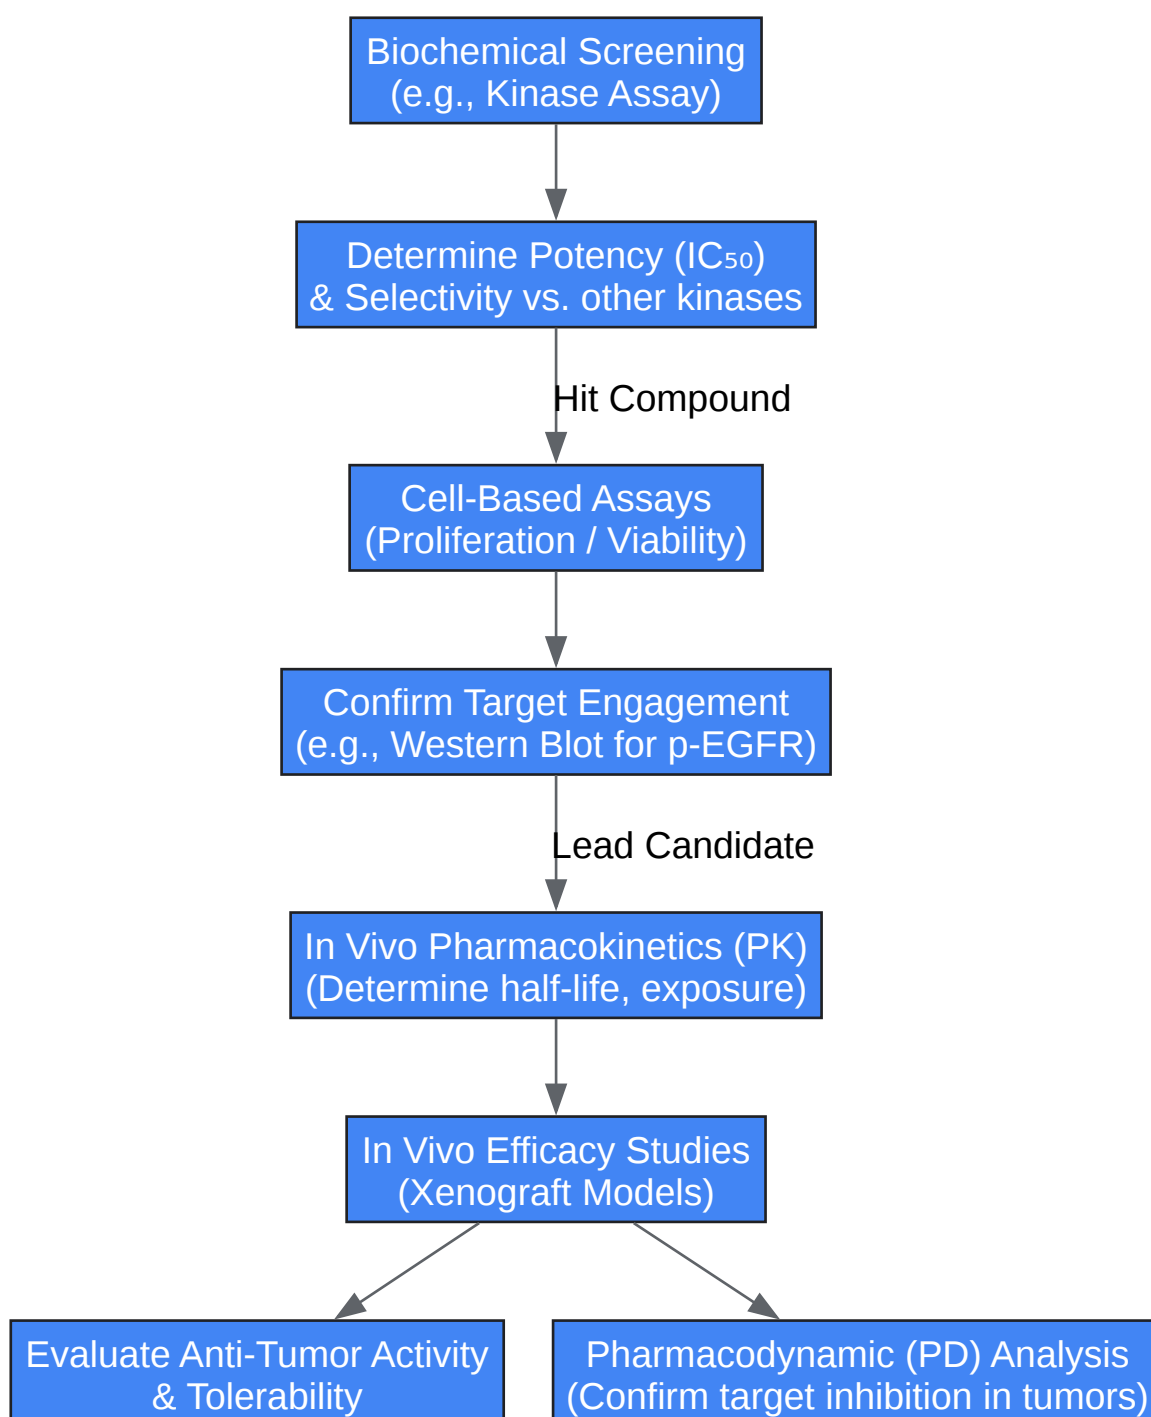 Biochemical Screening
(e.g., Kinase Assay)
Determine Potency (IC₅₀)
& Selectivity vs. other kinases
Hit Compound
Cell-Based Assays
(Proliferation / Viability)
Confirm Target Engagement
(e.g., Western Blot for p-EGFR)
Lead Candidate
In Vivo Pharmacokinetics (PK)
(Determine half-life, exposure)
In Vivo Efficacy Studies
(Xenograft Models)
Evaluate Anti-Tumor Activity
& Tolerability
Pharmacodynamic (PD) Analysis
(Confirm target inhibition in tumors)